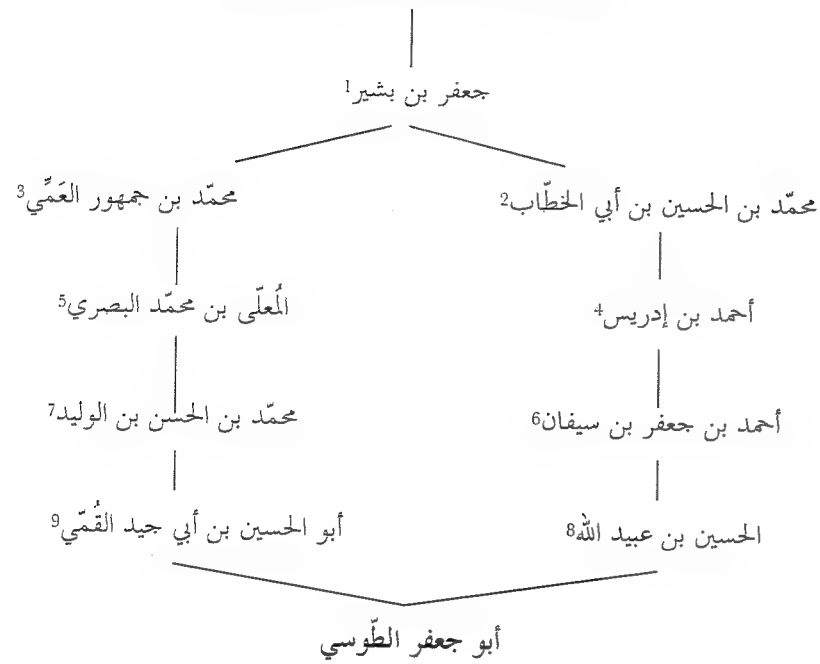 جعفر بن بشير1
محمّد بن الحسين بن أبي الخطّاب2
محمّد بن جمهور العَمِّي3
أحمد بن إدريس4
المُعلّى بن محمّد البصري5
أحمد بن جعفر بن سيفان6
محمّد بن الحسن بن الوليد7
الحسين بن عبيد الله8
أبو الحسين بن أبي جيد القُمّي9
أبو جعفر الطّوسي